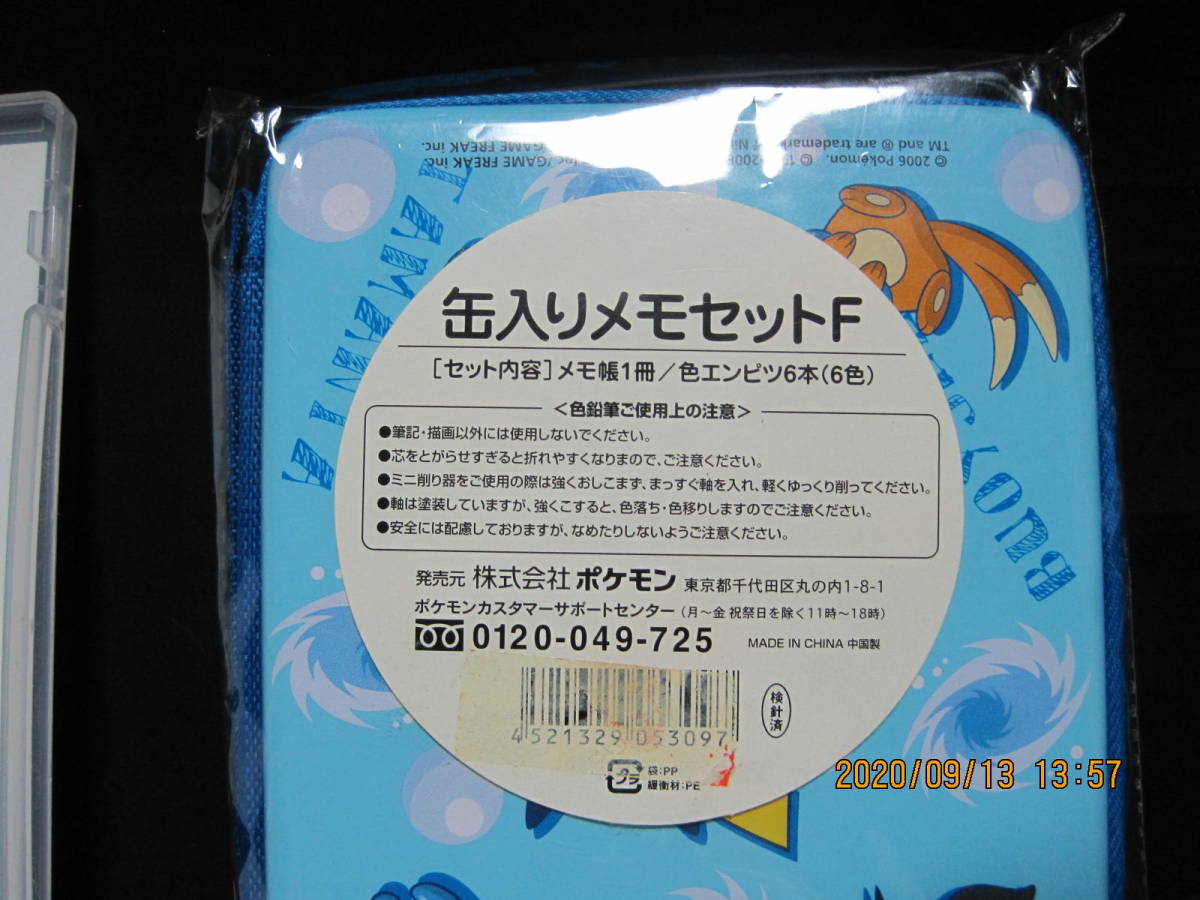 © 2006 Pokémon. © 19
TM and ® are trademark of Nin
GAME FREAK inc.
TAMANTA
BUOYSEL
缶入りメモセットF
[セット内容]メモ帳1冊/色エンピツ6本(6色)
<色鉛筆ご使用上の注意>
●筆記・描画以外には使用しないでください。
●芯をとがらせすぎると折れやすくなりまので、ご注意ください。
●ミニ削り器をご使用の際は強くおしこまず、まっすぐ軸を入れ、軽くゆっくり削ってください。
●軸は塗装していますが、強くこすると、色落ち・色移りしますのでご注意ください。
●安全には配慮しておりますが、なめたりしないようご注意ください。
発売元 株式会社 ポケモン 東京都千代田区丸の内1-8-1
ポケモンカスタマーサポートセンター(月〜金 祝祭日を除く11時〜18時)
0120-049-725
MADE IN CHINA 中国製
4521329053097
検針済
プラ
袋:PP
緩衝材:PE
2020/09/13 13:57